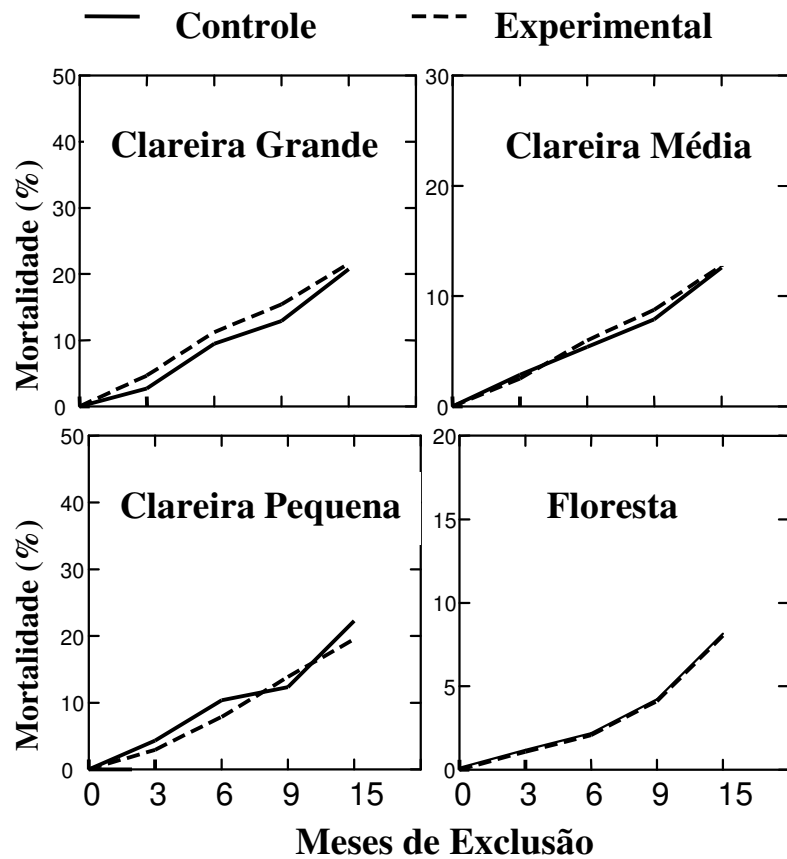 Controle Experimental
50
40
30
20
10
0
Mortalidade (%)
Clareira Grande
30
20
10
0
Clareira Média
50
40
30
20
10
0
Mortalidade (%)
Clareira Pequena
20
15
10
5
0
Floresta
0 3 6 9 15
0 3 6 9 15
Meses de Exclusão